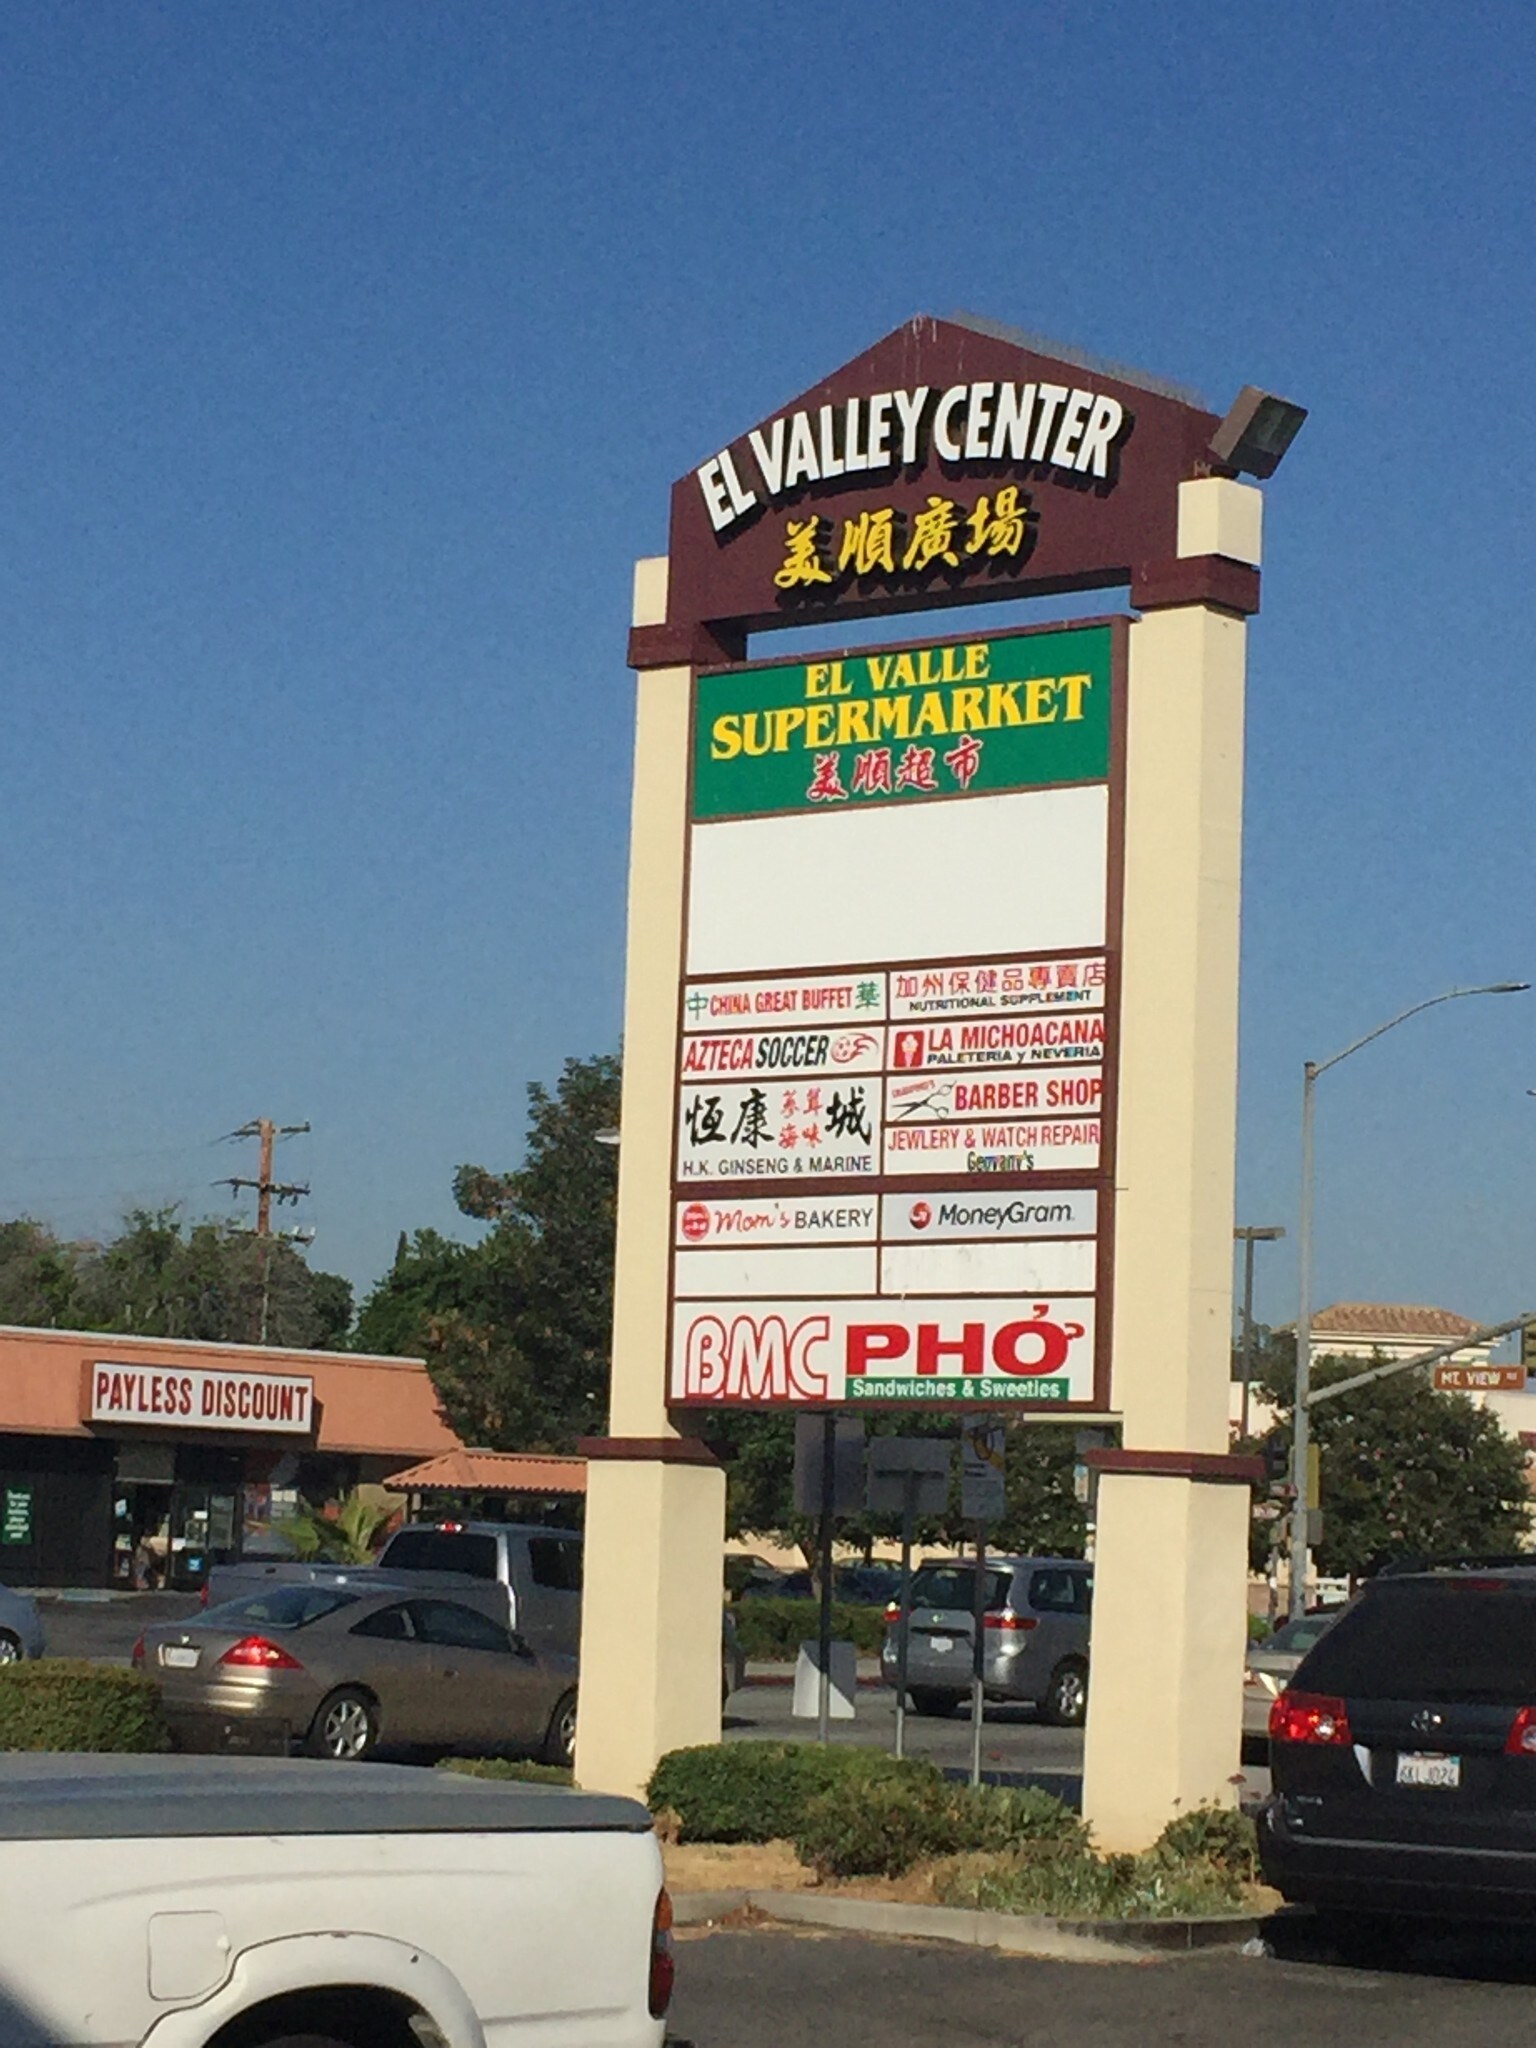 EL VALLEY CENTER
美順廣場
EL VALLE
SUPERMARKET
美順超市
中 CHINA GREAT BUFFET 華
加州保健品專賣店
NUTRITIONAL SUPPLEMENT
AZTECA SOCCER
LA MICHOACANA
PALETERIA y NEVERIA
恆康 蔘茸 海味 城
H.K. GINSENG & MARINE
BARBER SHOP
JEWLERY & WATCH REPAIR
Geovany's
Mom's BAKERY
MoneyGram
BMC PHỞ?
Sandwiches & Sweeties
PAYLESS DISCOUNT
MT. VIEW